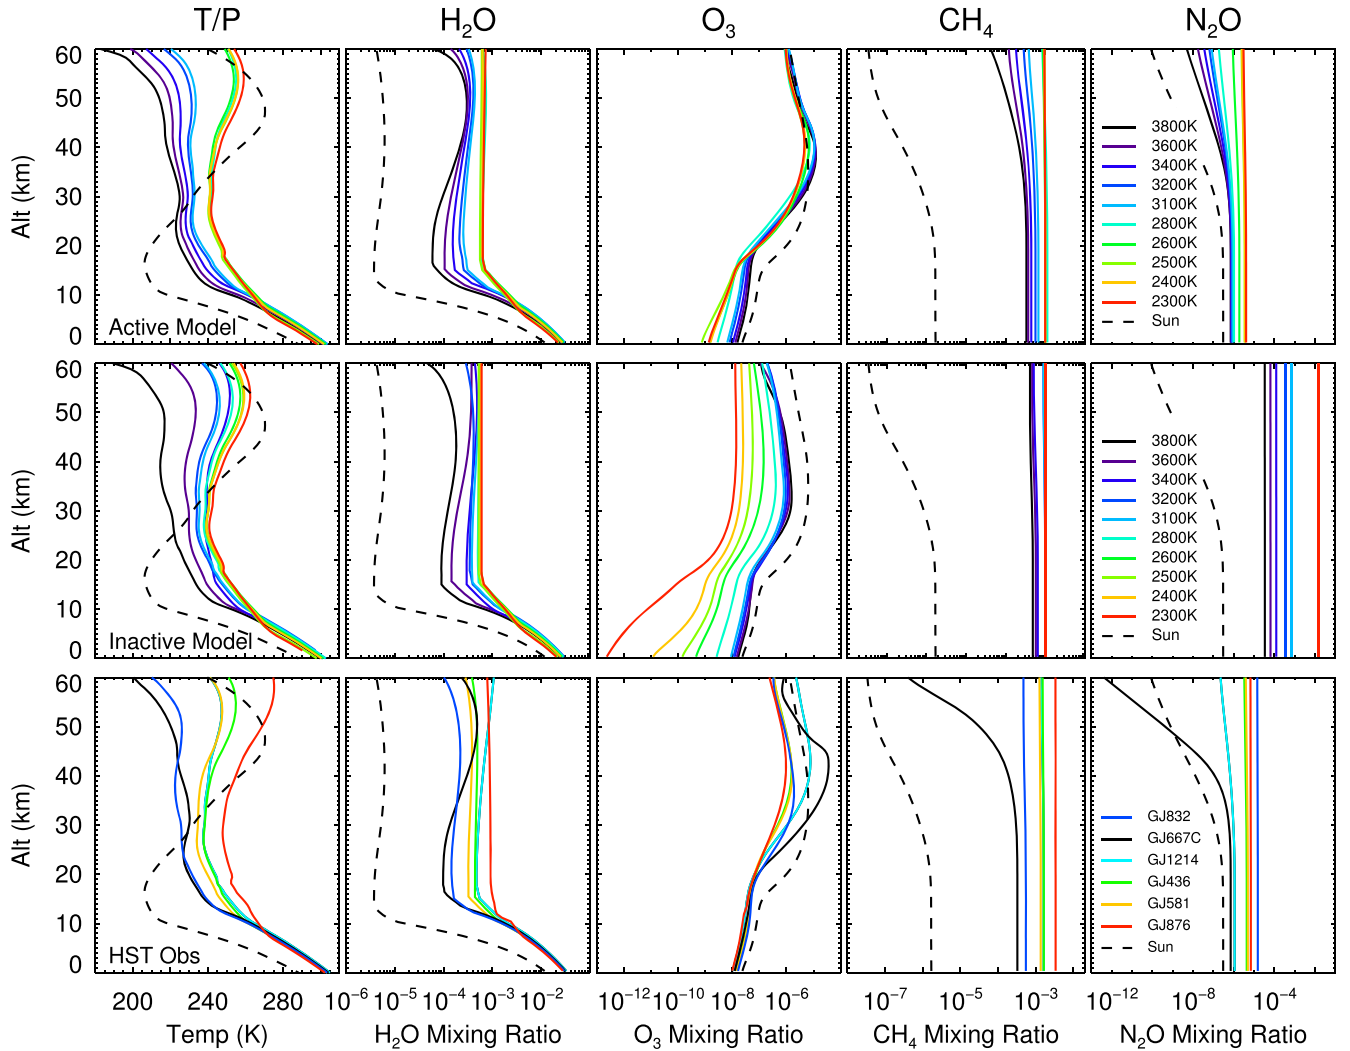 T/P H₂O O₃ CH₄ N₂O
60
50
40
30
20
10
0
Alt (km)
Active Model
3800K
3600K
3400K
3200K
3100K
2800K
2600K
2500K
2400K
2300K
Sun
60
50
40
30
20
10
0
Alt (km)
Inactive Model
3800K
3600K
3400K
3200K
3100K
2800K
2600K
2500K
2400K
2300K
Sun
60
50
40
30
20
10
0
Alt (km)
HST Obs
GJ832
GJ667C
GJ1214
GJ436
GJ581
GJ876
Sun
200 240 280 10⁻⁶ 10⁻⁵ 10⁻⁴ 10⁻³ 10⁻² 10⁻¹² 10⁻¹⁰ 10⁻⁸ 10⁻⁶ 10⁻⁷ 10⁻⁵ 10⁻³ 10⁻¹² 10⁻⁸ 10⁻⁴
Temp (K) H₂O Mixing Ratio O₃ Mixing Ratio CH₄ Mixing Ratio N₂O Mixing Ratio